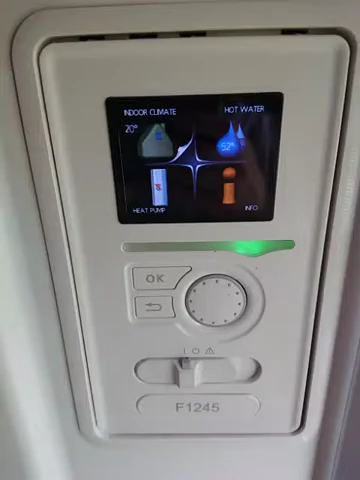 INDOOR CLIMATE
HOT WATER
20°
52°
HEAT PUMP
INFO
OK
F1245